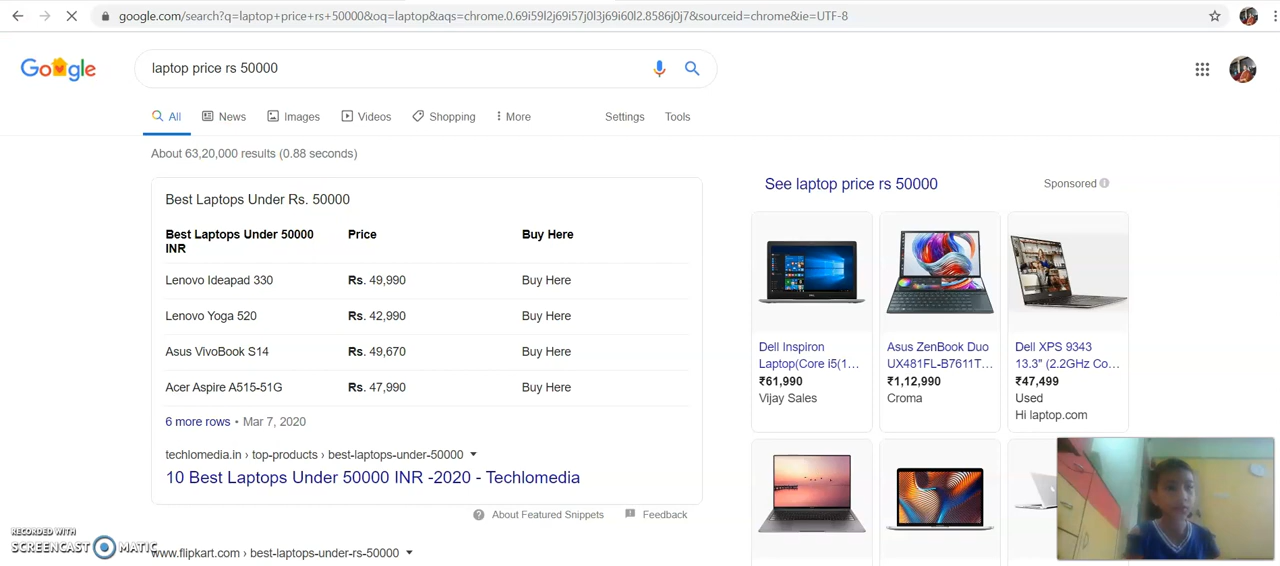 google.com/search?q=laptop+price+rs+50000&oq=laptop&aqs=chrome.0.69i59l2j69i57j0l3j69i60l2.8586j0j7&sourceid=chrome&ie=UTF-8
Google
laptop price rs 50000
All News Images Videos Shopping More Settings Tools
About 63,20,000 results (0.88 seconds)
Best Laptops Under Rs. 50000
Best Laptops Under 50000 INR Price Buy Here
Lenovo Ideapad 330 Rs. 49,990 Buy Here
Lenovo Yoga 520 Rs. 42,990 Buy Here
Asus VivoBook S14 Rs. 49,670 Buy Here
Acer Aspire A515-51G Rs. 47,990 Buy Here
6 more rows • Mar 7, 2020
techlomedia.in › top-products › best-laptops-under-50000
10 Best Laptops Under 50000 INR -2020 - Techlomedia
About Featured Snippets Feedback
www.flipkart.com › best-laptops-under-rs-50000
See laptop price rs 50000 Sponsored
Dell Inspiron
Laptop(Core i5(1...
₹61,990
Vijay Sales
Asus ZenBook Duo
UX481FL-B7611T...
₹1,12,990
Croma
Dell XPS 9343
13.3" (2.2GHz Co...
₹47,499
Used
Hi laptop.com
RECORDED WITH
SCREENCAST MATIC